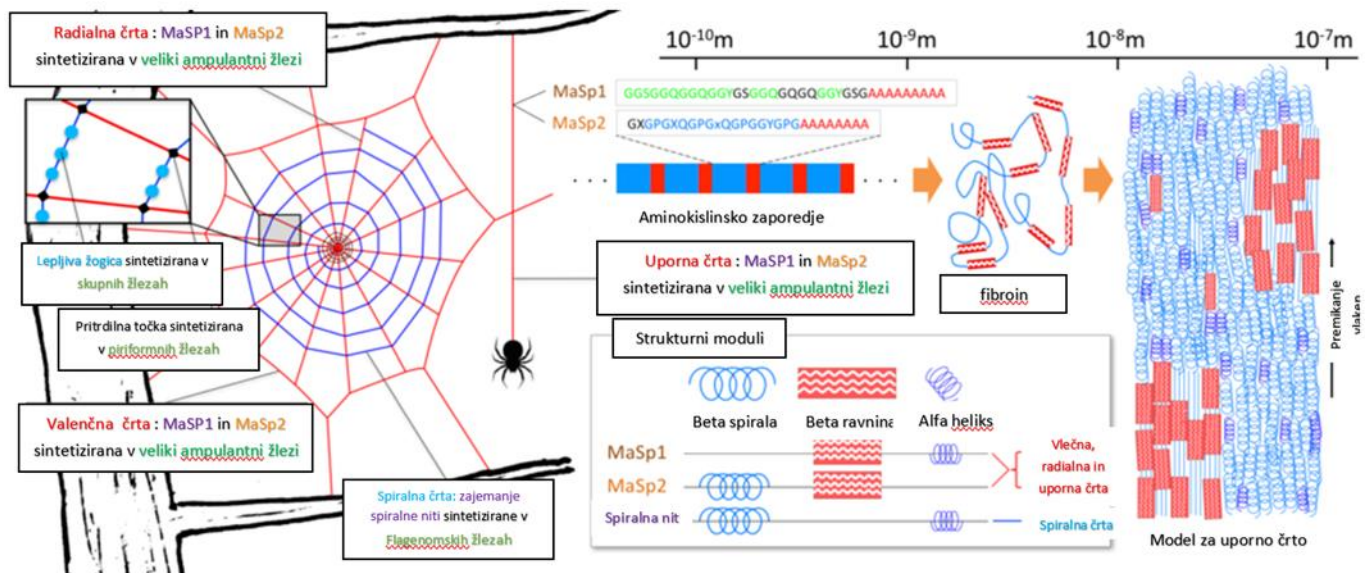 Radialna črta : MaSP1 in MaSp2
sintetizirana v veliki ampulantni žlezi
Lepljiva žogica sintetizirana v
skupnih žlezah
Pritrdilna točka sintetizirana
v piriformnih žlezah
Valenčna črta : MaSP1 in MaSp2
sintetizirana v veliki ampulantni žlezi
Spiralna črta: zajemanje
spiralne niti sintetizirane v
Flagenomskih žlezah
10-10m
10-9m
10-8m
10-7m
MaSp1
GGSGGQGGQGGYGSGGQGQGQGGYGSGAAAAAAAAA
MaSp2
GXGPGXQGPGxQGPGGYGPGAAAAAAAA
. . .
. . .
Aminokislinsko zaporedje
Uporna črta : MaSP1 in MaSp2
sintetizirana v veliki ampulantni žlezi
fibroin
Strukturni moduli
Beta spirala
Beta ravnina
Alfa heliks
MaSp1
MaSp2
Spiralna nit
Vlečna,
radialna in
uporna črta
Spiralna črta
Premikanje
vlaken
Model za uporno črto